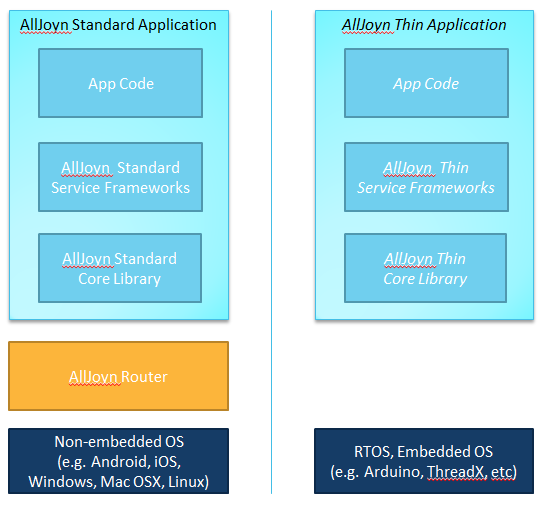 AllJoyn Standard Application
App Code
AllJoyn  Standard
Service Frameworks
AllJoyn Standard
Core Library
AllJoyn Router
Non-embedded OS
(e.g. Android, iOS,
Windows, Mac OSX, Linux)
AllJoyn Thin Application
App Code
AllJoyn  Thin
Service Frameworks
AllJoyn Thin
Core Library
RTOS, Embedded OS
(e.g. Arduino, ThreadX, etc)